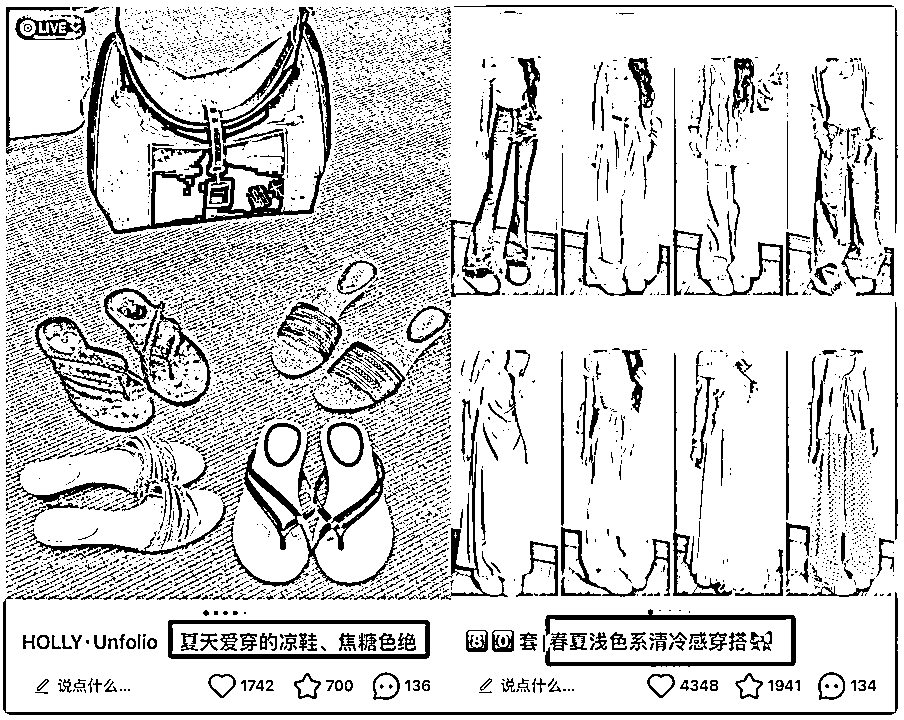 LIVE
HOLLY·Unfolio 夏天爱穿的凉鞋、焦糖色绝
说点什么... 1742 700 136
80 套 春夏浅色系清冷感穿搭
说点什么... 4348 1941 134